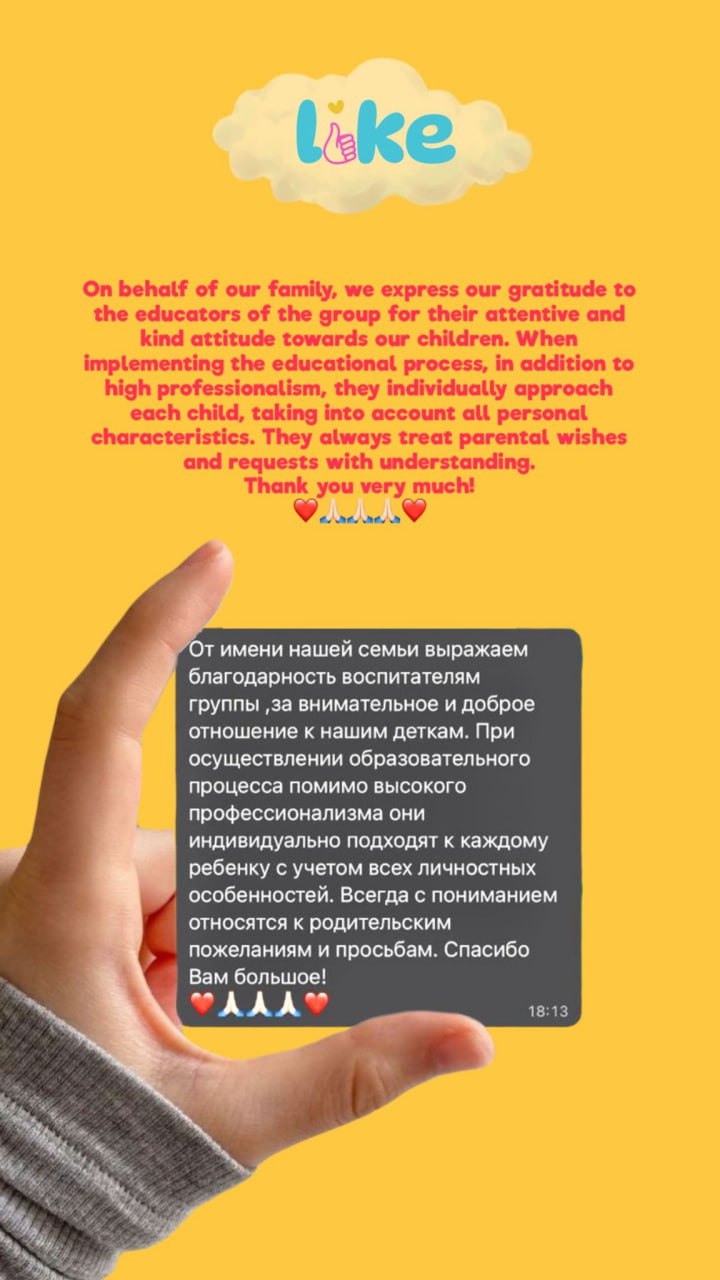 like
On behalf of our family, we express our gratitude to
the educators of the group for their attentive and
kind attitude towards our children. When
implementing the educational process, in addition to
high professionalism, they individually approach
each child, taking into account all personal
characteristics. They always treat parental wishes
and requests with understanding.
Thank you very much!
❤️🙏🏻🙏🏻🙏🏻❤️
От имени нашей семьи выражаем
благодарность воспитателям
группы ,за внимательное и доброе
отношение к нашим деткам. При
осуществлении образовательного
процесса помимо высокого
профессионализма они
индивидуально подходят к каждому
ребенку с учетом всех личностных
особенностей. Всегда с пониманием
относятся к родительским
пожеланиям и просьбам. Спасибо
Вам большое!
❤️🙏🏻🙏🏻🙏🏻❤️
18:13